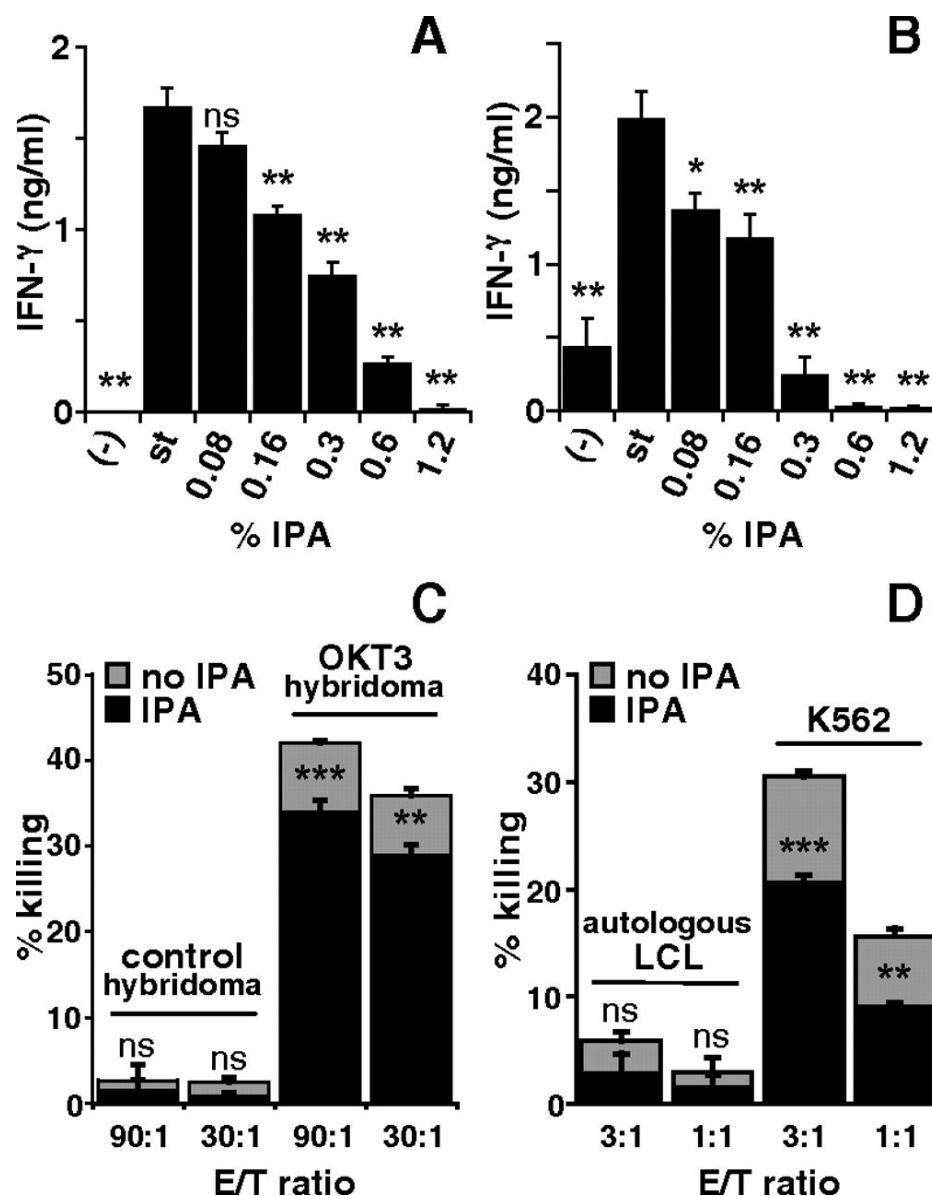 A
IFN-γ (ng/ml)
2
1
0
**
ns
**
**
**
**
(-)
st
0.08
0.16
0.3
0.6
1.2
% IPA
B
IFN-γ (ng/ml)
2
1
0
**
*
**
**
**
**
(-)
st
0.08
0.16
0.3
0.6
1.2
% IPA
C
% killing
50
40
30
20
10
0
no IPA
IPA
OKT3
hybridoma
***
**
control
hybridoma
ns
ns
90:1
30:1
90:1
30:1
E/T ratio
D
% killing
40
30
20
10
0
no IPA
IPA
K562
***
**
autologous
LCL
ns
ns
3:1
1:1
3:1
1:1
E/T ratio